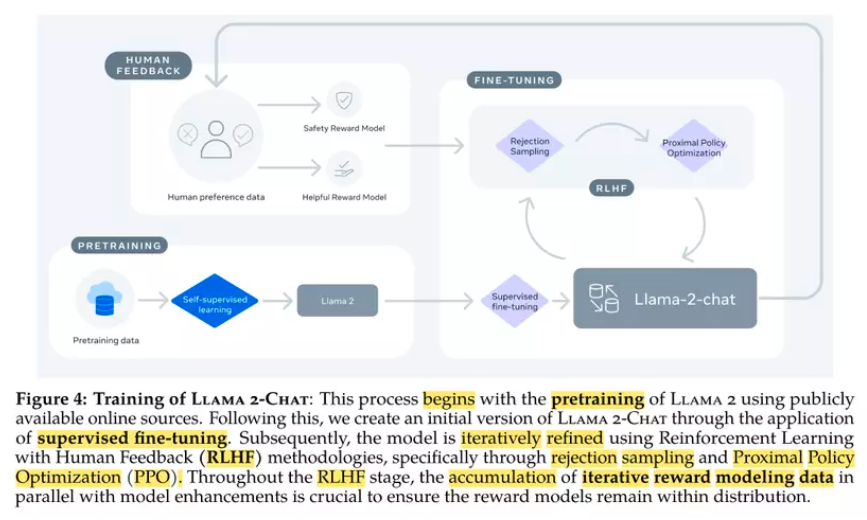 HUMAN
FEEDBACK
Safety Reward Model
Human preference data
Helpful Reward Model
FINE-TUNING
Rejection
Sampling
Proximal Policy
Optimization
RLHF
PRETRAINING
Pretraining data
Self-supervised
learning
Llama 2
Supervised
fine-tuning
Llama-2-chat
Figure 4: Training of LLAMA 2-CHAT: This process begins with the pretraining of LLAMA 2 using publicly
available online sources. Following this, we create an initial version of LLAMA 2-CHAT through the application
of supervised fine-tuning. Subsequently, the model is iteratively refined using Reinforcement Learning
with Human Feedback (RLHF) methodologies, specifically through rejection sampling and Proximal Policy
Optimization (PPO). Throughout the RLHF stage, the accumulation of iterative reward modeling data in
parallel with model enhancements is crucial to ensure the reward models remain within distribution.